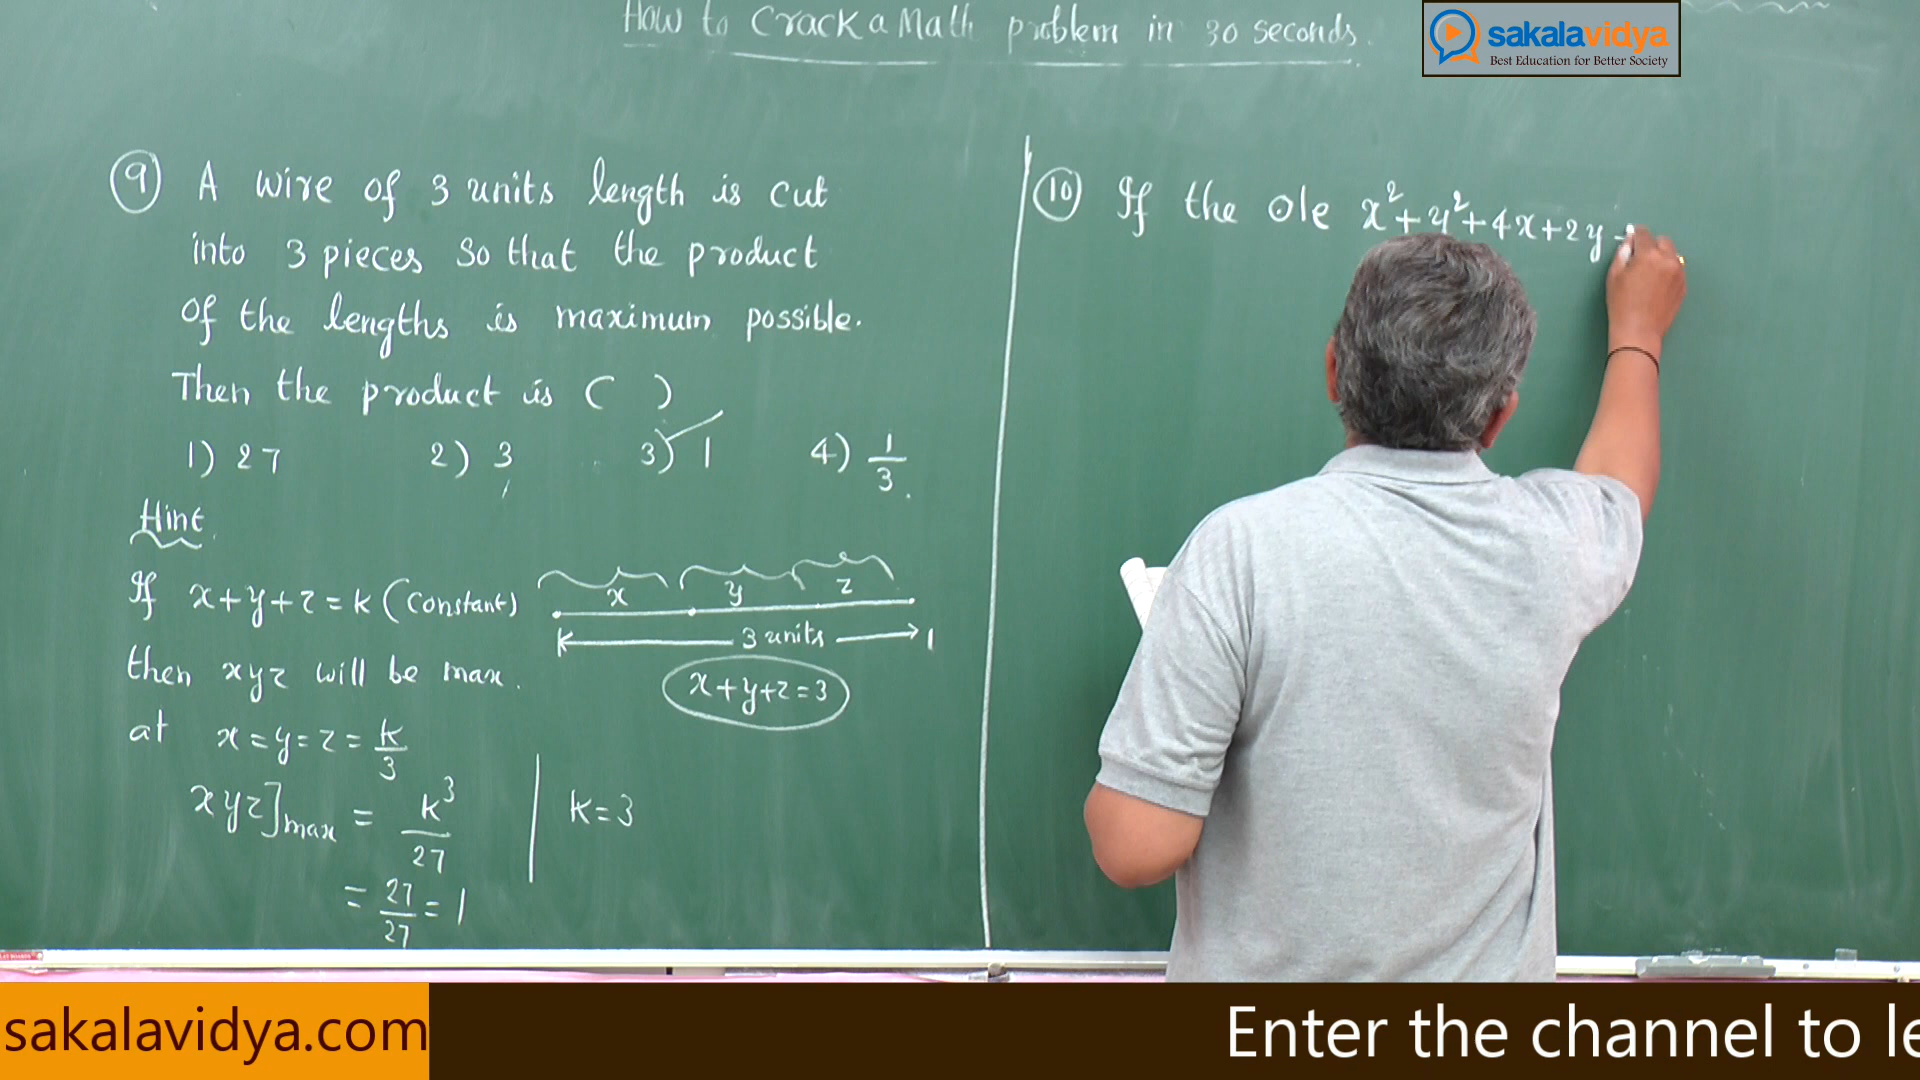 How to Crack a Math problem in 30 seconds.
sakalavidya
Best Education for Better Society
9 A wire of 3 units length is cut
into 3 pieces so that the product
of the lengths is maximum possible.
Then the product is ( )
1) 27 2) 3 3) 1 4) 1/3.
Hint
If x+y+z=k (constant)
then xyz will be max.
at x=y=z=k/3
xyz]max = k³/27
= 27/27 = 1
k=3
x y z
3 units
x+y+z=3
10 If the ole x²+y²+4x+2y
sakalavidya.com
Enter the channel to le